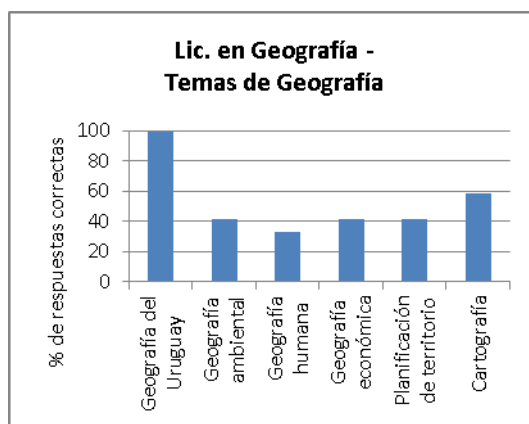 Lic. en Geografía -
Temas de Geografía
% de respuestas correctas
100
80
60
40
20
0
Geografía del
Uruguay
Geografía
ambiental
Geografía
humana
Geografía
económica
Planificación
de territorio
Cartografía